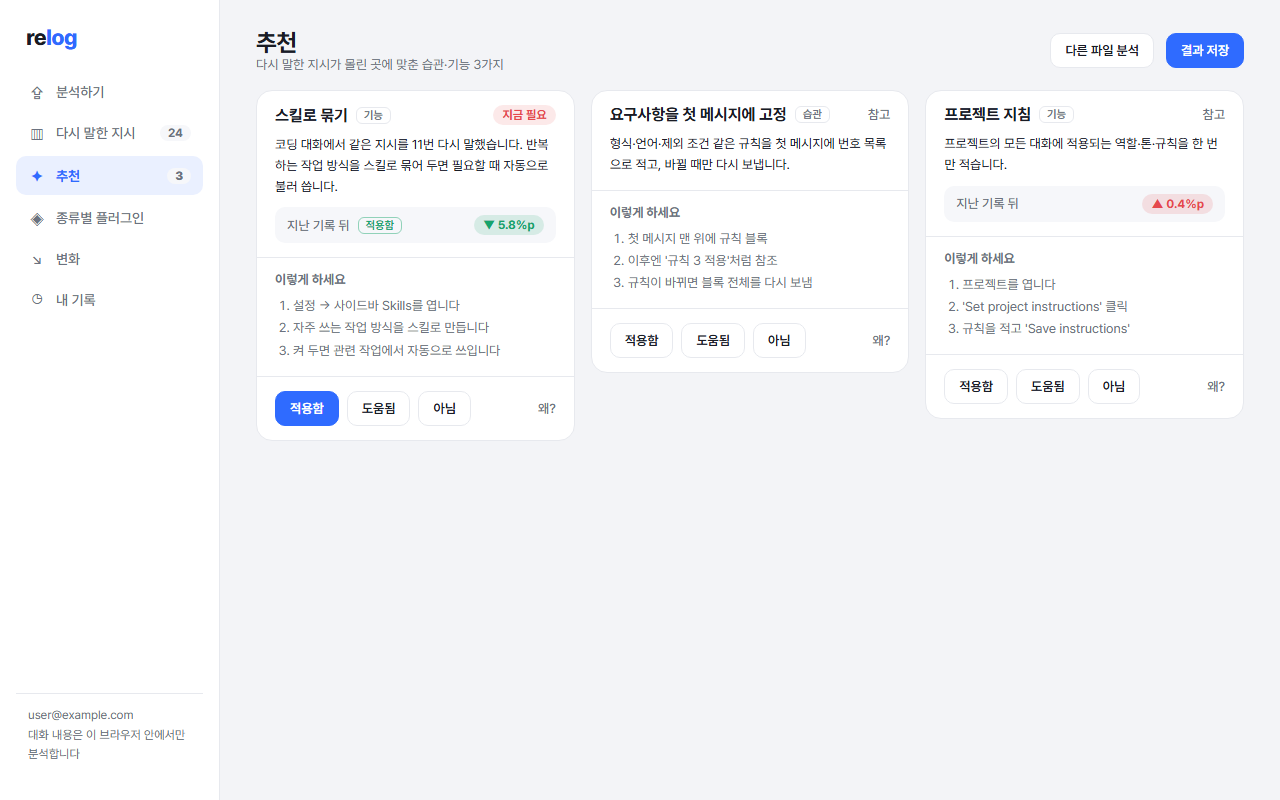 relog
분석하기
다시 말한 지시 24
추천 3
종류별 플러그인
변화
내 기록
user@example.com
대화 내용은 이 브라우저 안에서만
분석합니다
추천
다시 말한 지시가 몰린 곳에 맞춘 습관·기능 3가지
다른 파일 분석
결과 저장
스킬로 묶기 기능 지금 필요
코딩 대화에서 같은 지시를 11번 다시 말했습니다. 반복
하는 작업 방식을 스킬로 묶어 두면 필요할 때 자동으로
불러 씁니다.
지난 기록 뒤 적용함 ▼ 5.8%p
이렇게 하세요
1. 설정 → 사이드바 Skills를 엽니다
2. 자주 쓰는 작업 방식을 스킬로 만듭니다
3. 켜 두면 관련 작업에서 자동으로 쓰입니다
적용함 도움됨 아님 왜?
요구사항을 첫 메시지에 고정 습관 참고
형식·언어·제외 조건 같은 규칙을 첫 메시지에 번호 목록
으로 적고, 바뀔 때만 다시 보냅니다.
이렇게 하세요
1. 첫 메시지 맨 위에 규칙 블록
2. 이후엔 '규칙 3 적용'처럼 참조
3. 규칙이 바뀌면 블록 전체를 다시 보냄
적용함 도움됨 아님 왜?
프로젝트 지침 기능 참고
프로젝트의 모든 대화에 적용되는 역할·톤·규칙을 한 번
만 적습니다.
지난 기록 뒤 ▲ 0.4%p
이렇게 하세요
1. 프로젝트를 엽니다
2. 'Set project instructions' 클릭
3. 규칙을 적고 'Save instructions'
적용함 도움됨 아님 왜?